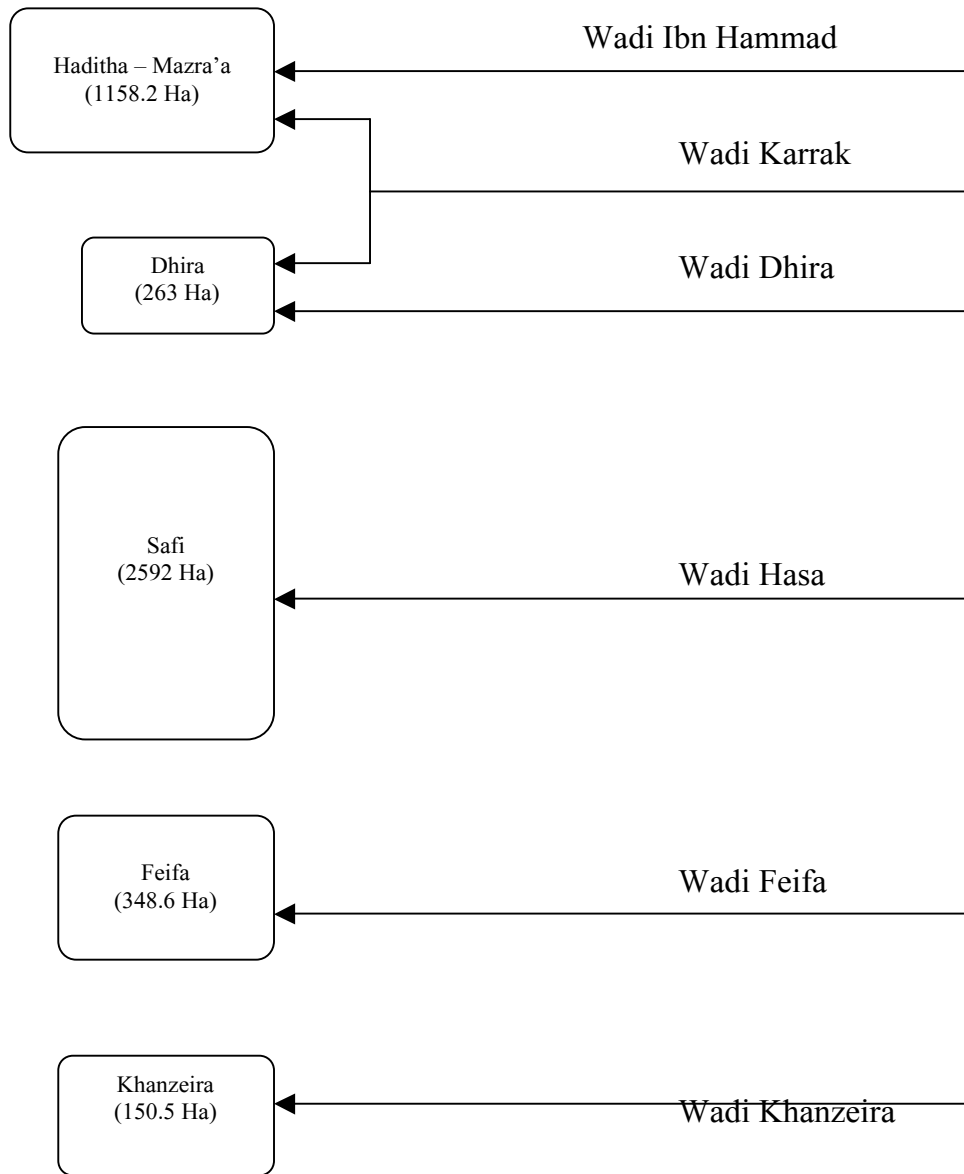 Wadi Ibn Hammad
Haditha – Mazra’a
(1158.2 Ha)
Wadi Karrak
Dhira
(263 Ha)
Wadi Dhira
Safi
(2592 Ha)
Wadi Hasa
Feifa
(348.6 Ha)
Wadi Feifa
Khanzeira
(150.5 Ha)
Wadi Khanzeira